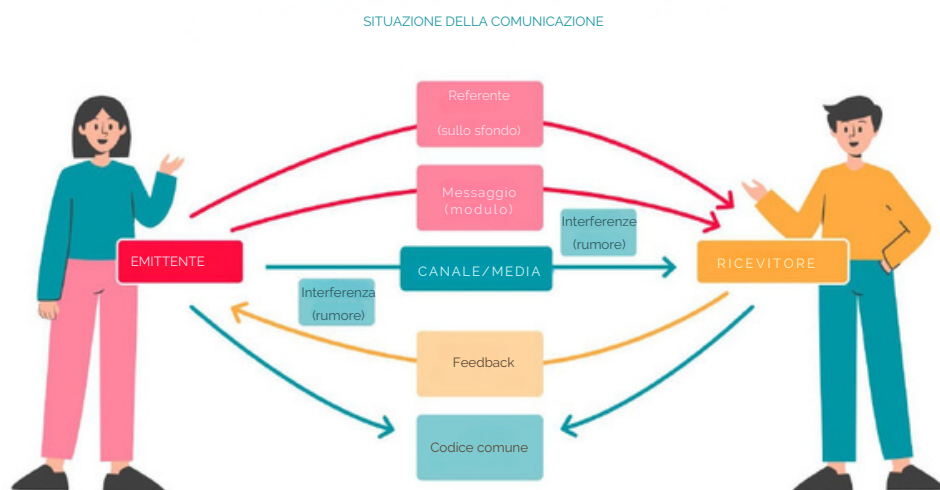 SITUAZIONE DELLA COMUNICAZIONE
Referente
(sullo sfondo)
Messaggio
(modulo)
Interferenze
(rumore)
EMITTENTE
CANALE/MEDIA
RICEVITORE
Interferenza
(rumore)
Feedback
Codice comune